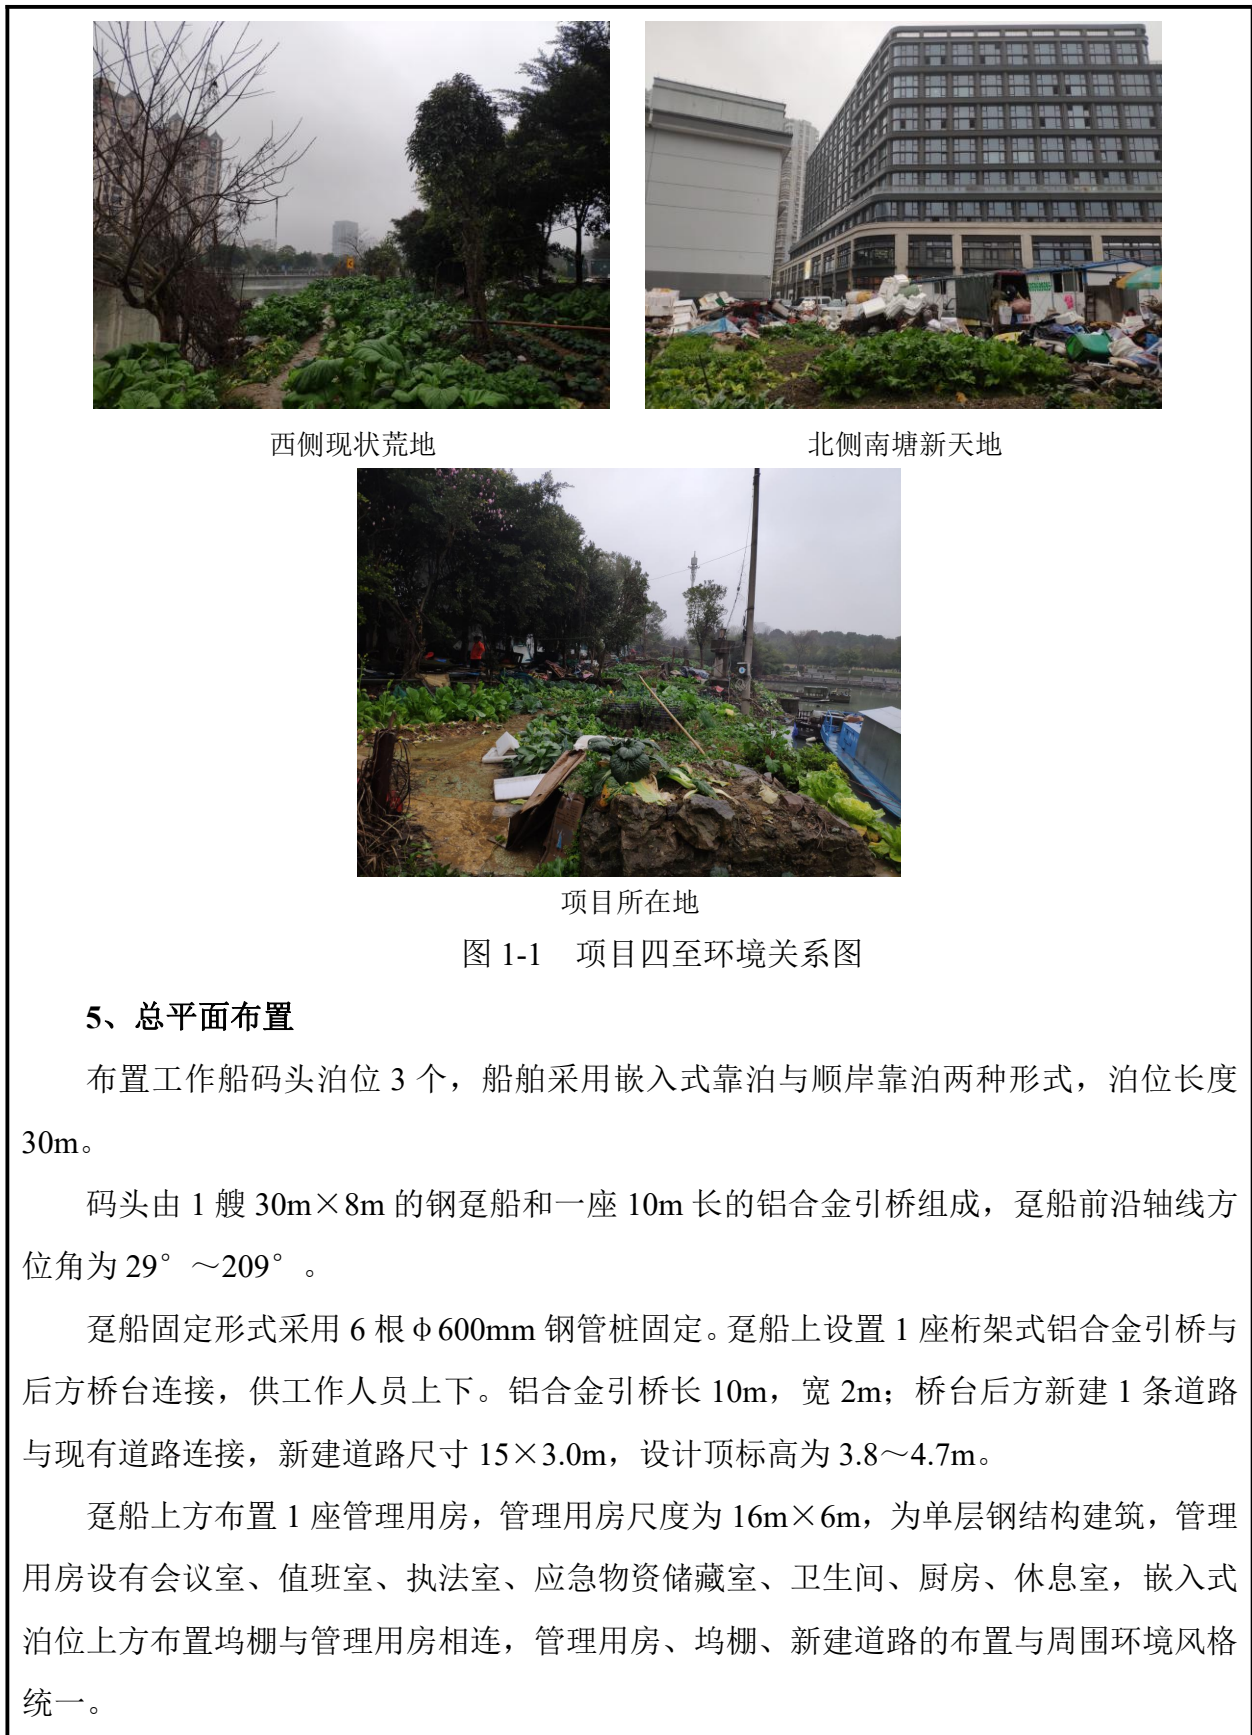 西侧现状荒地
北侧南塘新天地
项目所在地
图 1-1 项目四至环境关系图
5、总平面布置
布置工作船码头泊位 3 个，船舶采用嵌入式靠泊与顺岸靠泊两种形式，泊位长度
30m。
码头由 1 艘 30m×8m 的钢趸船和一座 10m 长的铝合金引桥组成，趸船前沿轴线方
位角为 29°～209°。
趸船固定形式采用 6 根φ600mm 钢管桩固定。趸船上设置 1 座桁架式铝合金引桥与
后方桥台连接，供工作人员上下。铝合金引桥长 10m，宽 2m；桥台后方新建 1 条道路
与现有道路连接，新建道路尺寸 15×3.0m，设计顶标高为 3.8～4.7m。
趸船上方布置 1 座管理用房，管理用房尺度为 16m×6m，为单层钢结构建筑，管理
用房设有会议室、值班室、执法室、应急物资储藏室、卫生间、厨房、休息室，嵌入式
泊位上方布置坞棚与管理用房相连，管理用房、坞棚、新建道路的布置与周围环境风格
统一。